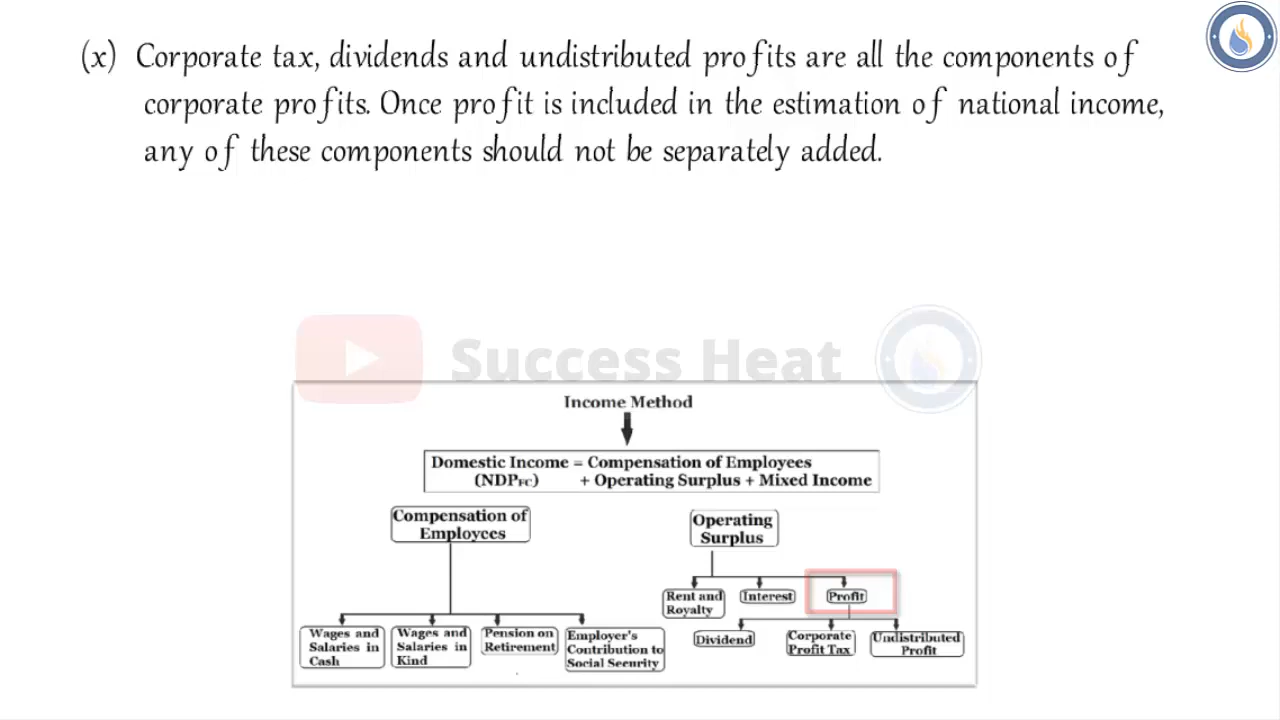 (x) Corporate tax, dividends and undistributed profits are all the components of
corporate profits. Once profit is included in the estimation of national income,
any of these components should not be separately added.
Success Heat
Income Method
Domestic Income = Compensation of Employees
(NDPFC) + Operating Surplus + Mixed Income
Compensation of
Employees
Operating
Surplus
Rent and
Royalty
Interest
Profit
Wages and
Salaries in
Cash
Wages and
Salaries in
Kind
Pension on
Retirement
Employer's
Contribution to
Social Security
Dividend
Corporate
Profit Tax
Undistributed
Profit